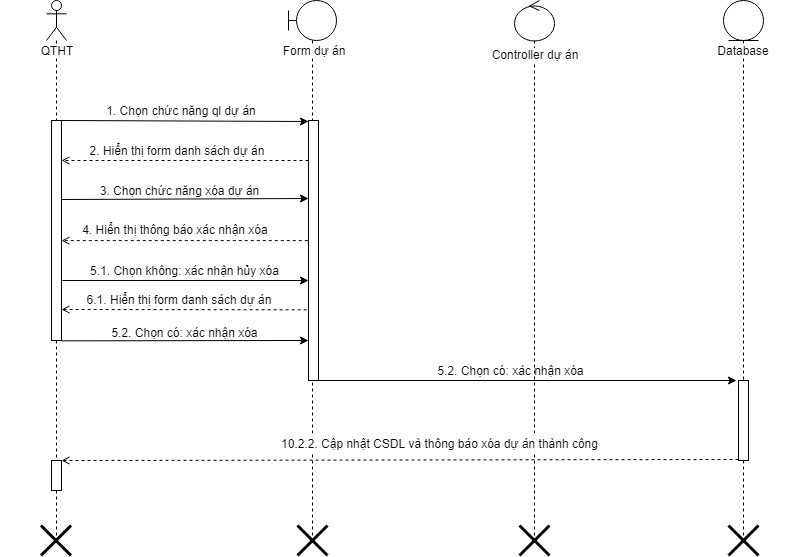 QTHT
Form dự án
Controller dự án
Database
1. Chọn chức năng ql dự án
2. Hiển thị form danh sách dự án
3. Chọn chức năng xóa dự án
4. Hiển thị thông báo xác nhận xóa
5.1. Chọn không: xác nhận hủy xóa
6.1. Hiển thị form danh sách dự án
5.2. Chọn có: xác nhận xóa
5.2. Chọn có: xác nhận xóa
10.2.2. Cập nhật CSDL và thông báo xóa dự án thành công